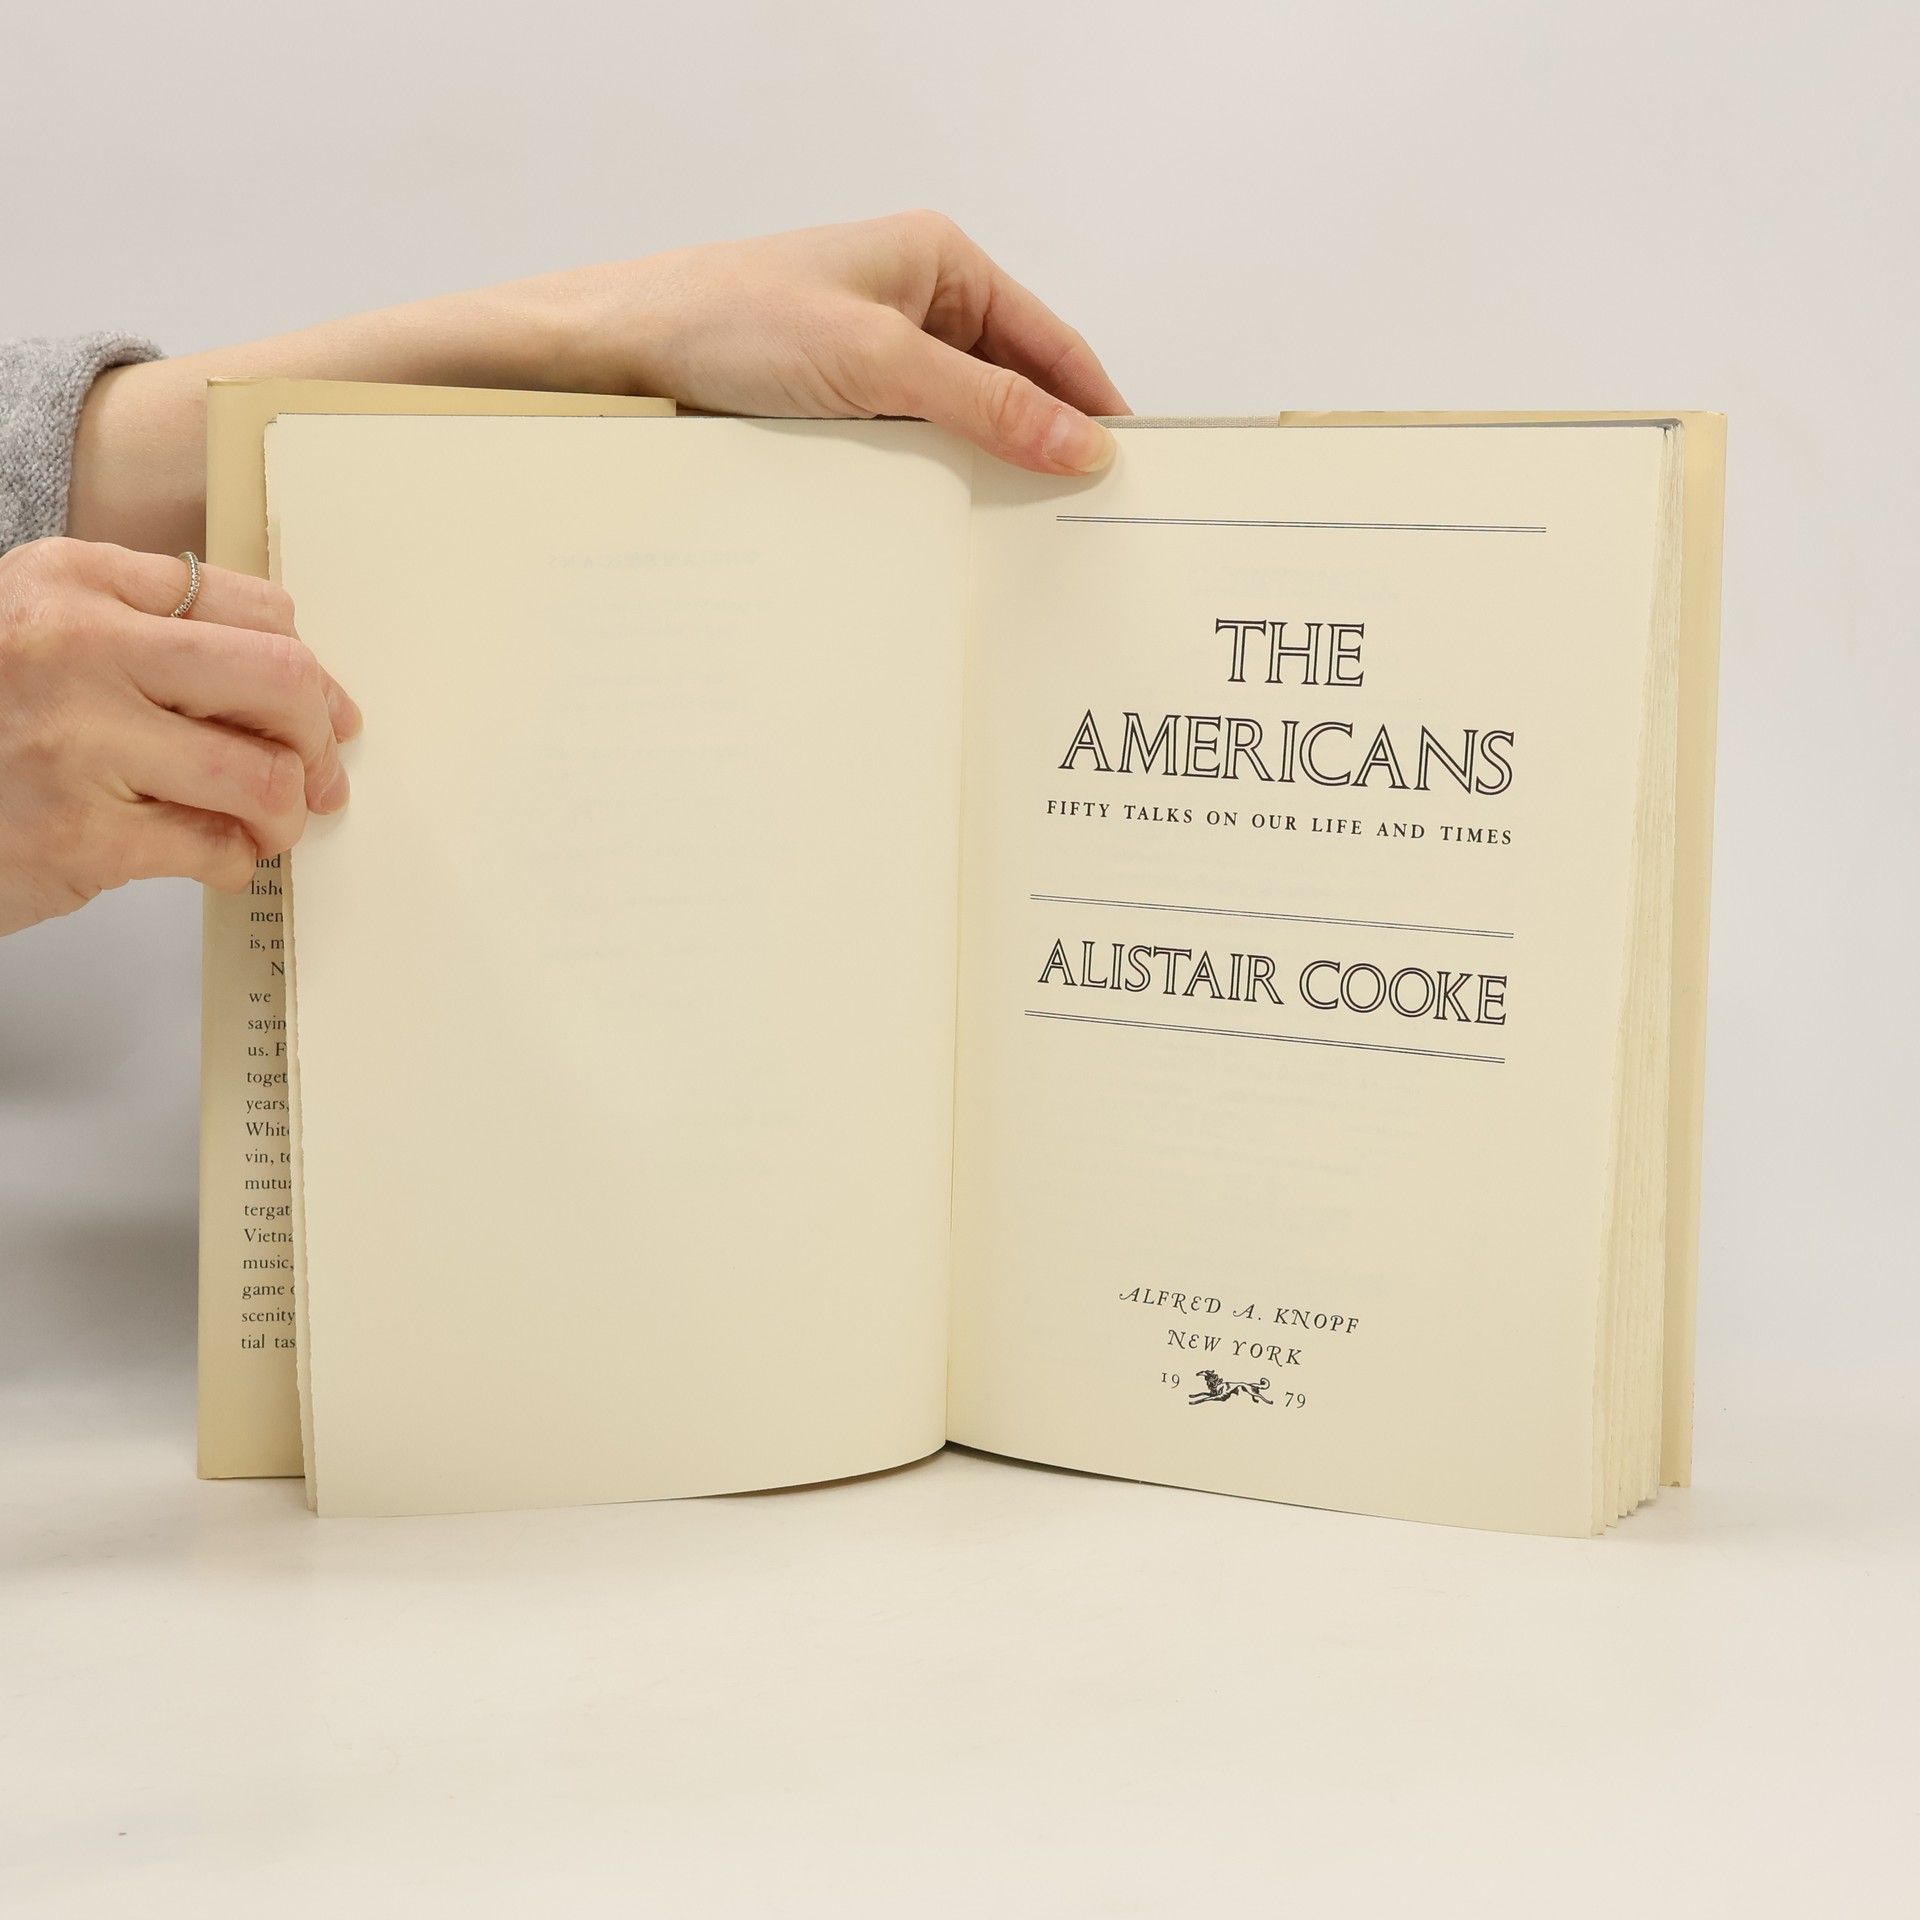 and
lishe
men
is, m
N
we
sayin
us. F
toget
years,
White
vin, to
mutua
tergat
Vietna
music,
game
scenity
tial tas
THE
AMERICANS
FIFTY TALKS ON OUR LIFE AND TIMES
ALISTAIR COOKE
ALFRED A. KNOPF
NEW YORK
19 79